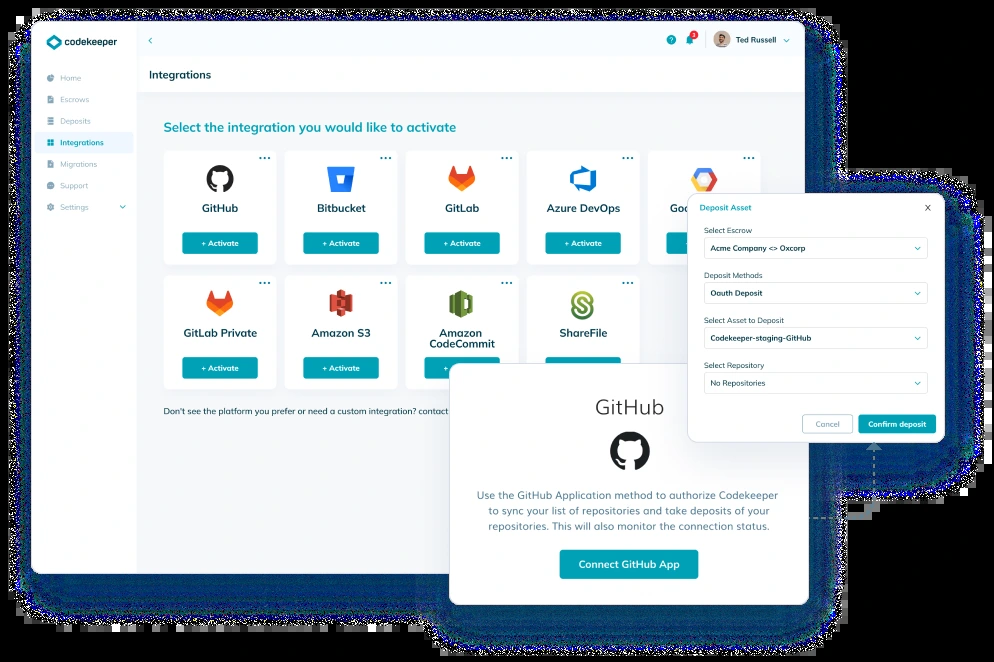 codekeeper
3
Ted Russell
Home
Escrows
Deposits
Integrations
Migrations
Support
Settings
Integrations
Select the integration you would like to activate
GitHub
+ Activate
Bitbucket
+ Activate
GitLab
+ Activate
Azure DevOps
+ Activate
GitLab Private
+ Activate
Amazon S3
+ Activate
Amazon
CodeCommit
ShareFile
Don't see the platform you prefer or need a custom integration? contact
Deposit Asset
X
Select Escrow
Acme Company <> Oxcorp
Deposit Methods
Oauth Deposit
Select Asset to Deposit
Codekeeper-staging-GitHub
Select Repository
No Repositories
Cancel
Confirm deposit
GitHub
Use the GitHub Application method to authorize Codekeeper
to sync your list of repositories and take deposits of your
repositories. This will also monitor the connection status.
Connect GitHub App